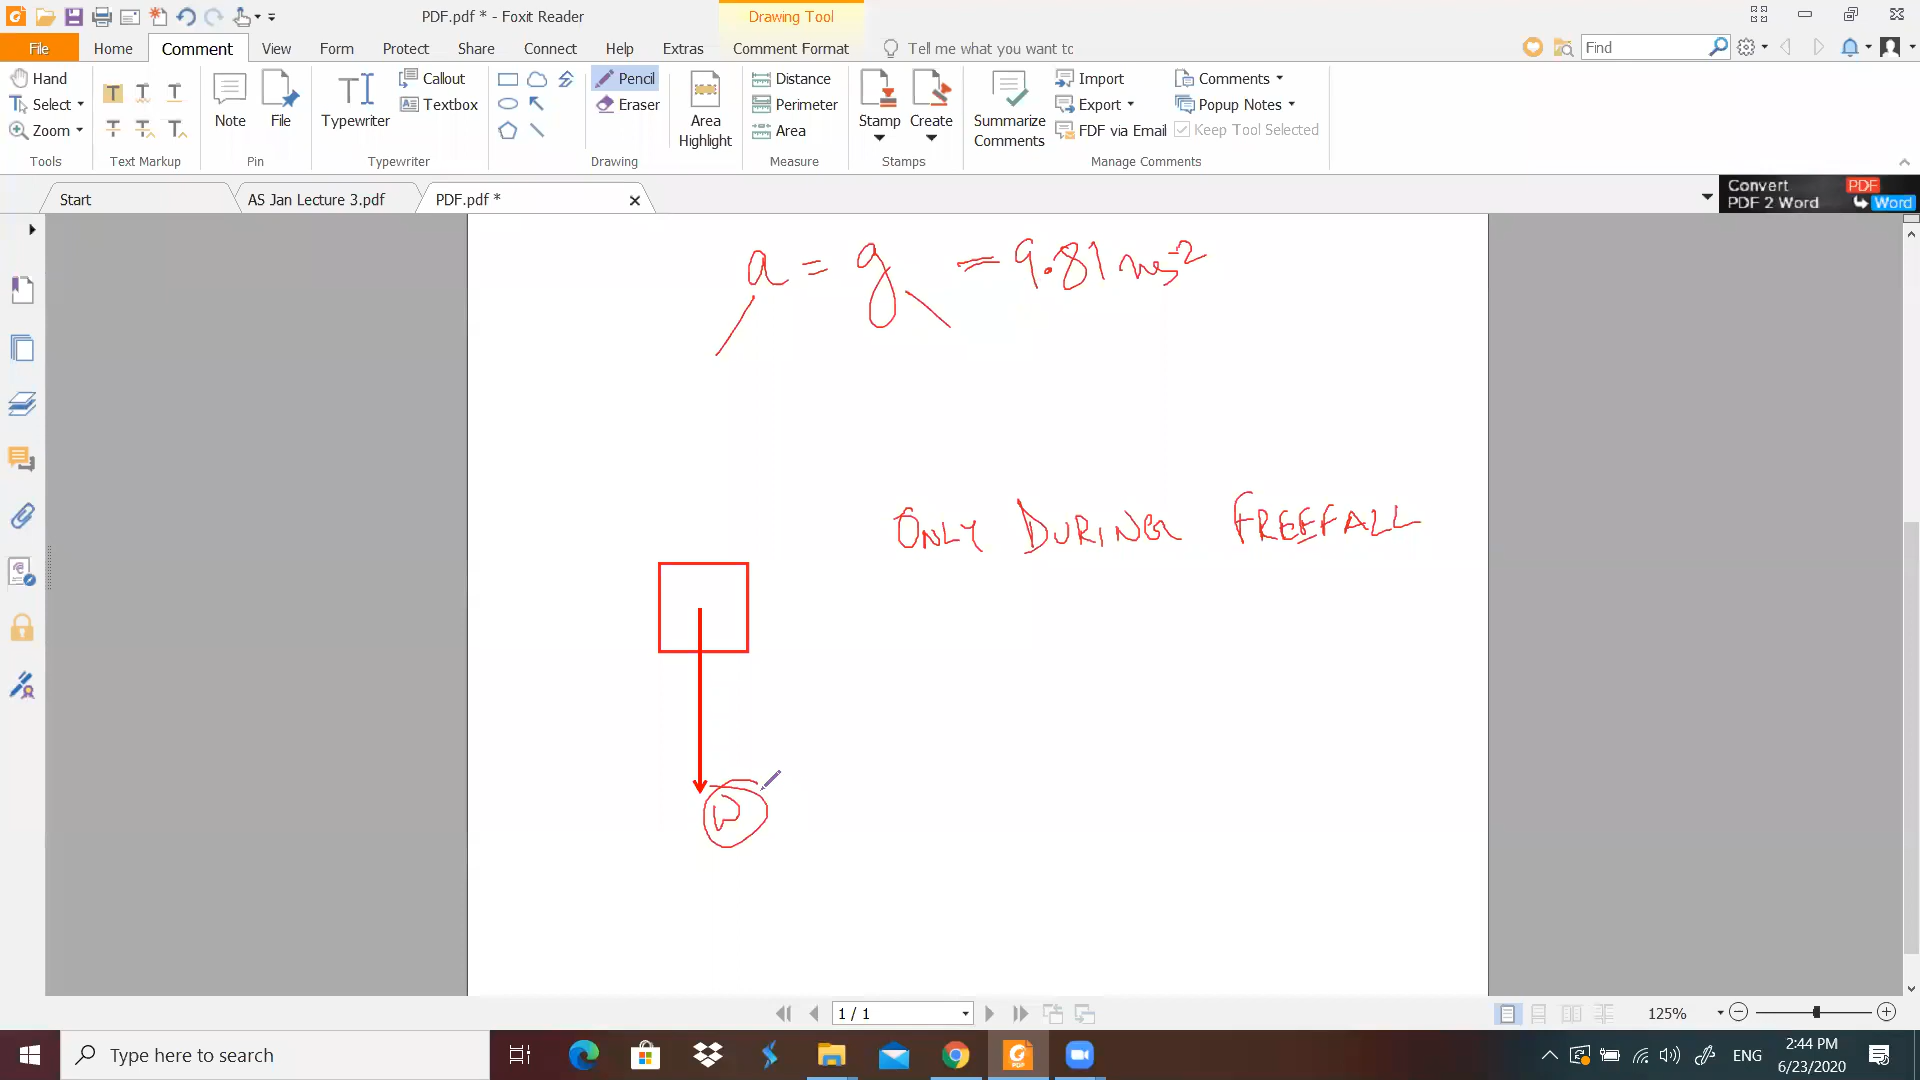 PDF.pdf * - Foxit Reader
Drawing Tool
File Home Comment View Form Protect Share Connect Help Extras Comment Format Tell me what you want to Find
Hand
Select
Zoom
Tools
Text Markup
Note
File
Pin
Typewriter
Callout
Textbox
Typewriter
Pencil
Eraser
Drawing
Area
Highlight
Distance
Perimeter
Area
Measure
Stamp
Create
Stamps
Summarize
Comments
Import
Export
FDF via Email
Comments
Popup Notes
Keep Tool Selected
Manage Comments
Start AS Jan Lecture 3.pdf PDF.pdf *
Convert PDF
PDF 2 Word Word
a = g = 9.81 ms⁻²
ONLY DURING FREEFALL
W
1 / 1
125%
Type here to search
ENG
2:44 PM
6/23/2020